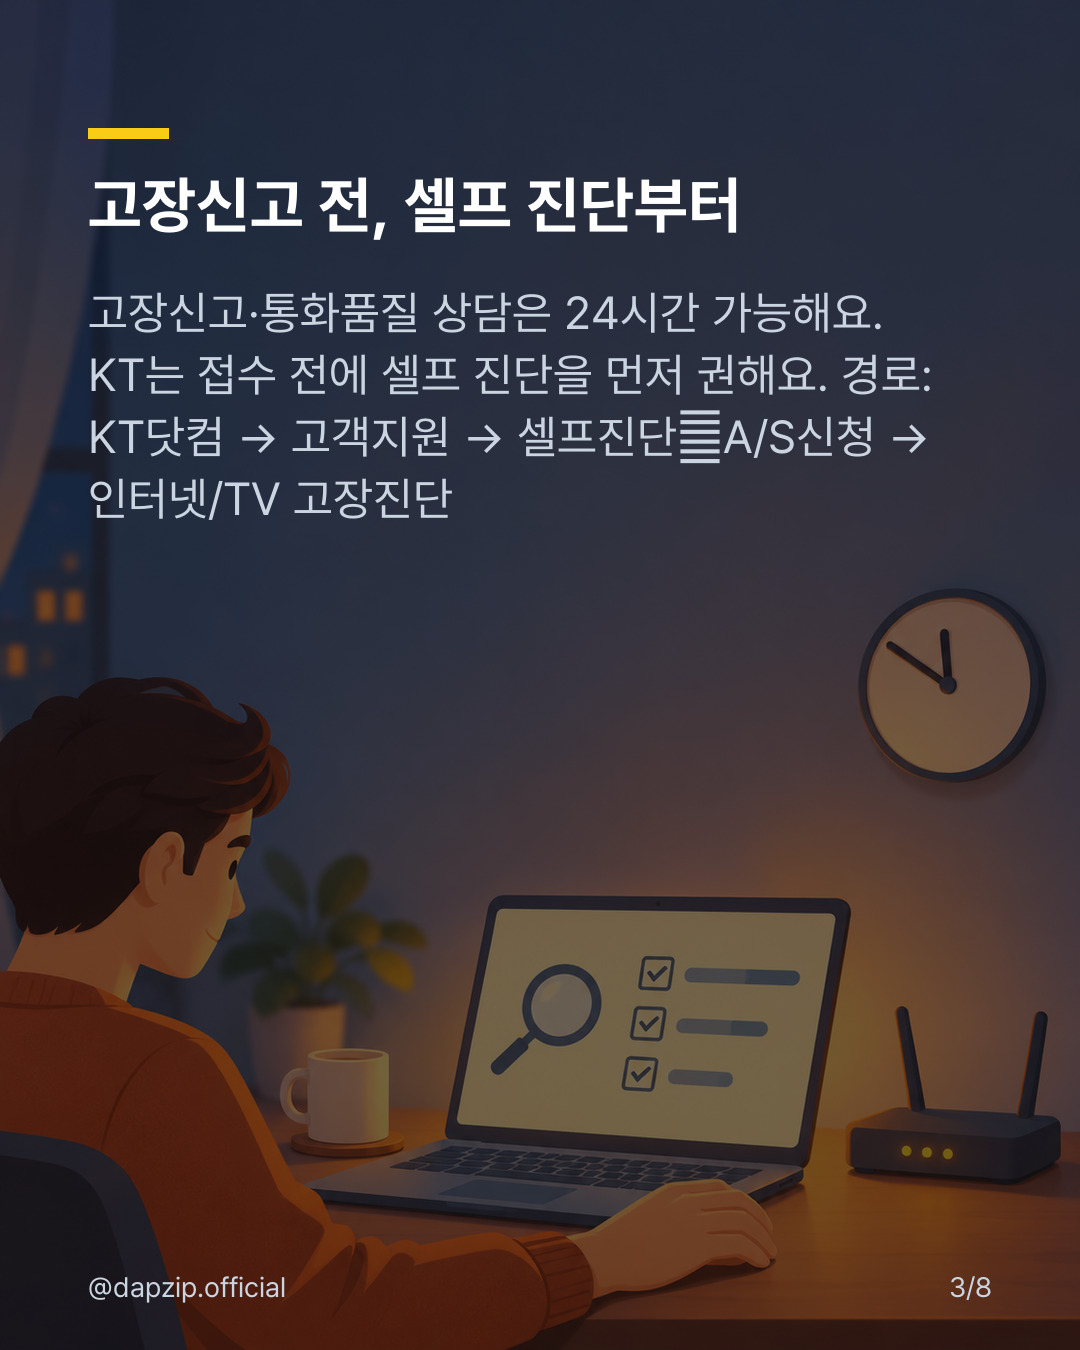 고장신고 전, 셀프 진단부터
고장신고·통화품질 상담은 24시간 가능해요.
KT는 접수 전에 셀프 진단을 먼저 권해요. 경로:
KT닷컴 → 고객지원 → 셀프진단䷀A/S신청 →
인터넷/TV 고장진단
@dapzip.official
3/8